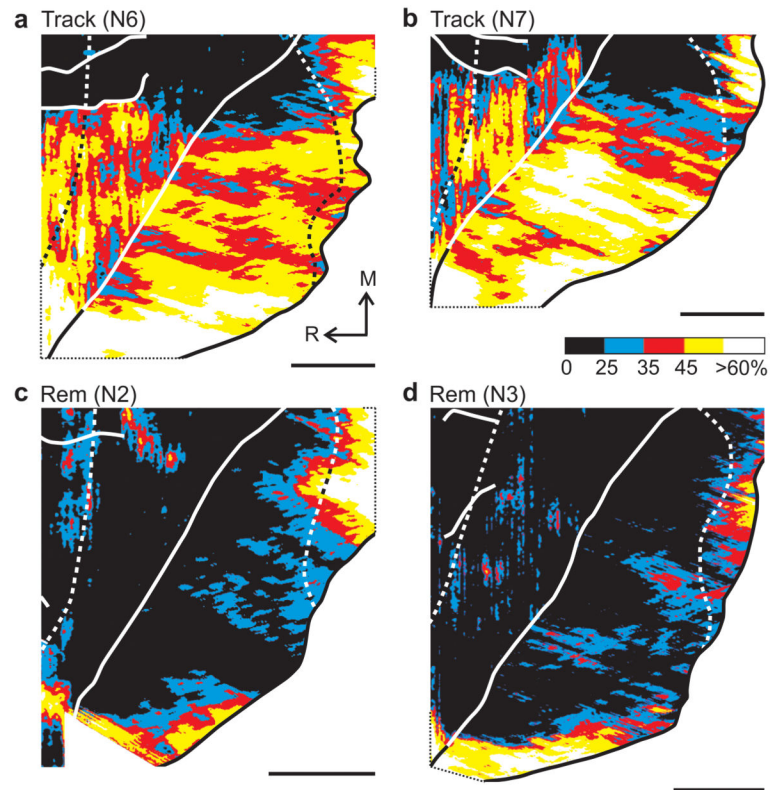 a Track (N6)
b Track (N7)
M
R
0 25 35 45 >60%
c Rem (N2)
d Rem (N3)